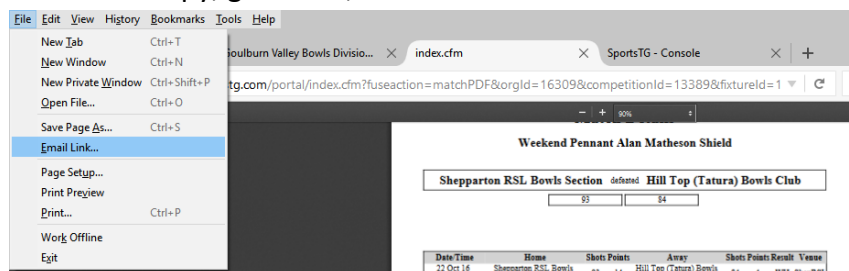 File Edit View History Bookmarks Tools Help
New Tab Ctrl+T
New Window Ctrl+N
New Private Window Ctrl+Shift+P
Open File... Ctrl+O
Save Page As... Ctrl+S
Email Link...
Page Setup...
Print Preview
Print... Ctrl+P
Work Offline
Exit
oulburn Valley Bowls Divisio... × index.cfm × SportsTG - Console × +
tg.com/portal/index.cfm?fuseaction=matchPDF&orgId=16309&competitionId=13389&fixtureId=1
− + 90%
Weekend Pennant Alan Matheson Shield
Shepparton RSL Bowls Section defeated Hill Top (Tatura) Bowls Club
93 84
Date/Time Home Shots Points Away Shots Points Result Venue
22 Oct 16 Shepparton RSL Bowls Hill Top (Tatura) Bowls